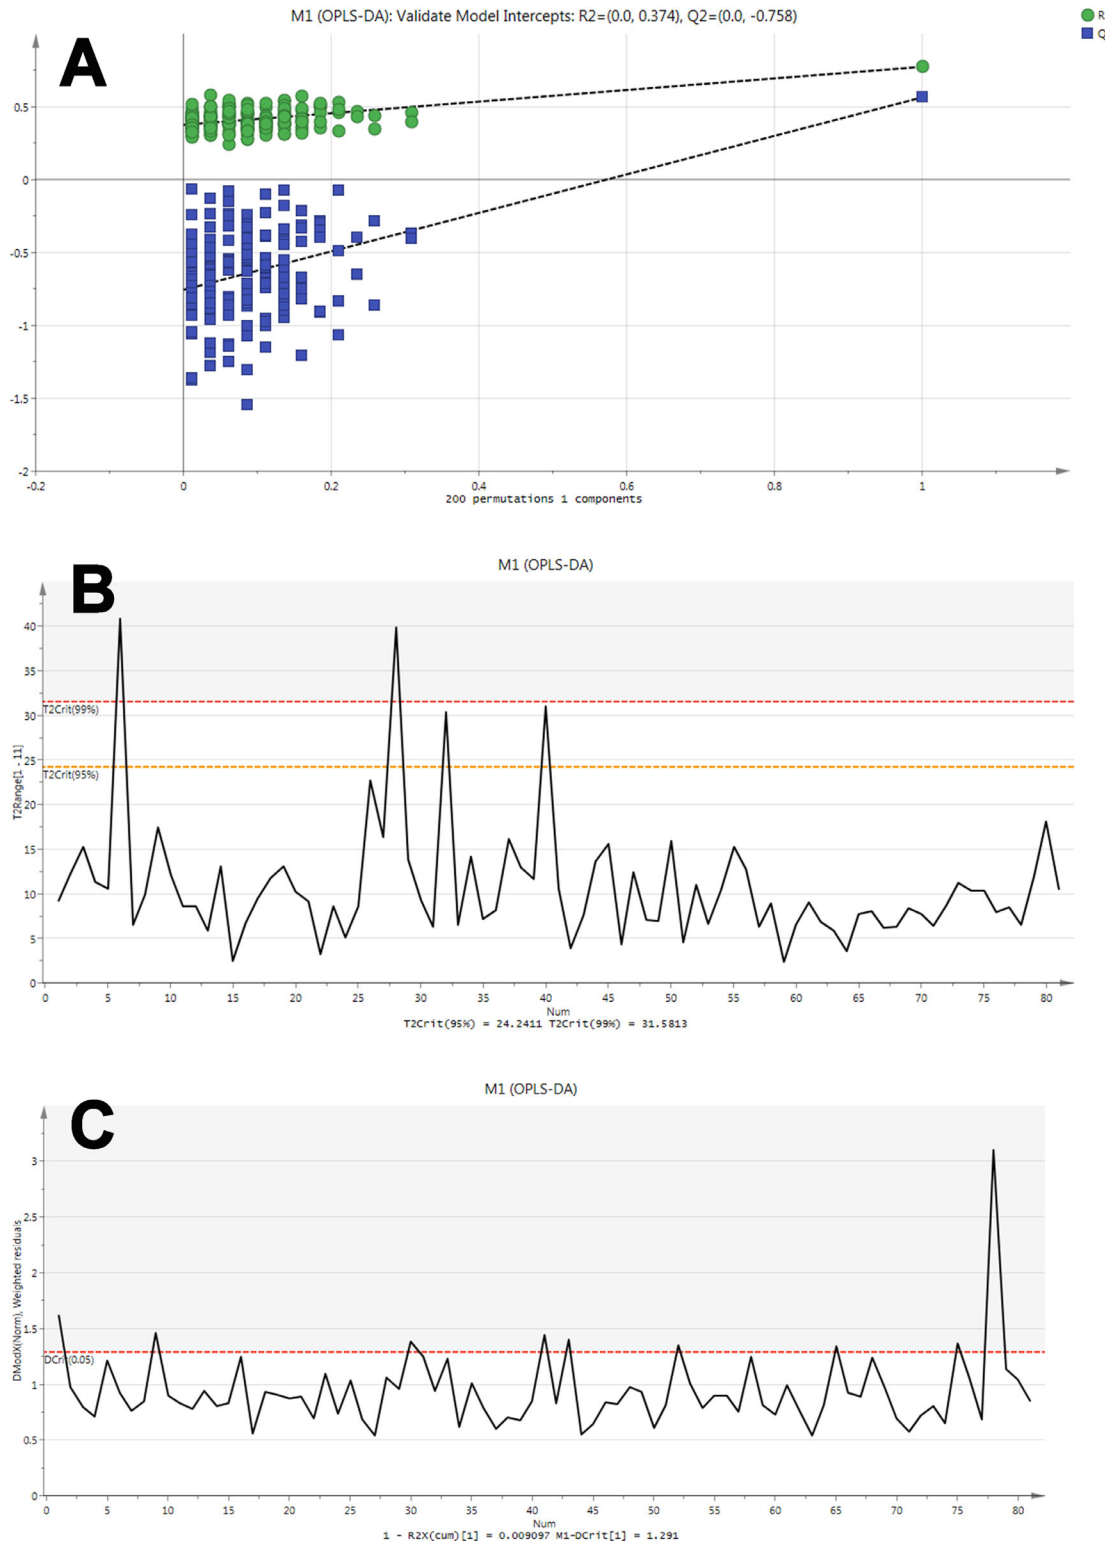 M1 (OPLS-DA): Validate Model Intercepts: R2=(0.0, 0.374), Q2=(0.0, -0.758)
R
Q
A
0.5
0
-0.5
-1
-1.5
-2
-0.2 0 0.2 0.4 0.6 0.8 1
200 permutations 1 components
M1 (OPLS-DA)
B
T2Range[1 - 11]
40
35
30
25
20
15
10
5
0
T2Crit(99%)
T2Crit(95%)
0 5 10 15 20 25 30 35 40 45 50 55 60 65 70 75 80
Num
T2Crit(95%) = 24.2411 T2Crit(99%) = 31.5813
M1 (OPLS-DA)
C
DModX(Norm), Weighted residuals
3
2.5
2
1.5
1
0.5
0
DCrit(0.05)
0 5 10 15 20 25 30 35 40 45 50 55 60 65 70 75 80
Num
1 - R2X(cum)[1] = 0.009097 M1-DCrit[1] = 1.291